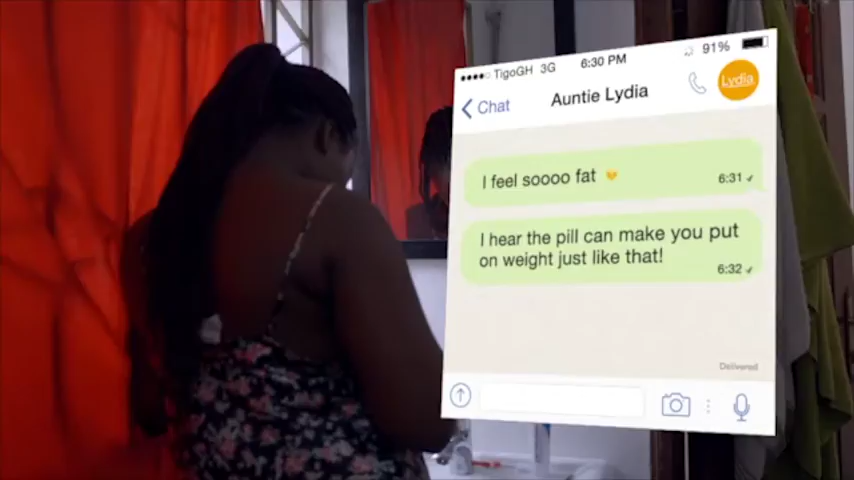 TigoGH 3G 6:30 PM 91%
Chat Auntie Lydia Lydia
I feel soooo fat 💛
6:31 ✓
I hear the pill can make you put
on weight just like that!
6:32 ✓
Delivered